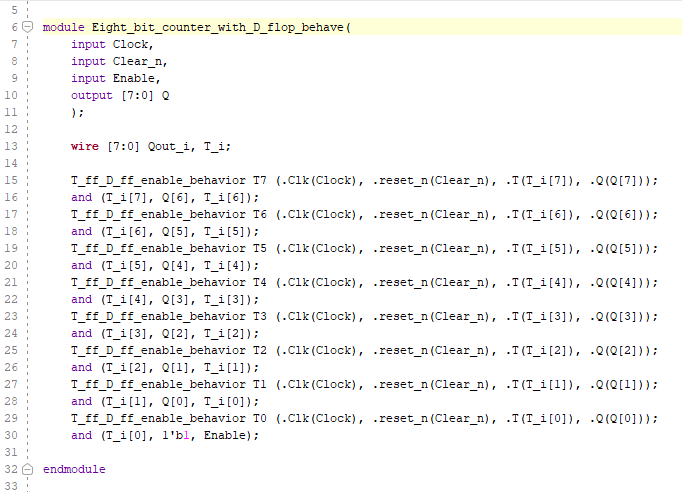 5
6 module Eight_bit_counter_with_D_flop_behave(
7 input Clock,
8 input Clear_n,
9 input Enable,
10 output [7:0] Q
11 );
12
13 wire [7:0] Qout_i, T_i;
14
15 T_ff_D_ff_enable_behavior T7 (.Clk(Clock), .reset_n(Clear_n), .T(T_i[7]), .Q(Q[7]));
16 and (T_i[7], Q[6], T_i[6]);
17 T_ff_D_ff_enable_behavior T6 (.Clk(Clock), .reset_n(Clear_n), .T(T_i[6]), .Q(Q[6]));
18 and (T_i[6], Q[5], T_i[5]);
19 T_ff_D_ff_enable_behavior T5 (.Clk(Clock), .reset_n(Clear_n), .T(T_i[5]), .Q(Q[5]));
20 and (T_i[5], Q[4], T_i[4]);
21 T_ff_D_ff_enable_behavior T4 (.Clk(Clock), .reset_n(Clear_n), .T(T_i[4]), .Q(Q[4]));
22 and (T_i[4], Q[3], T_i[3]);
23 T_ff_D_ff_enable_behavior T3 (.Clk(Clock), .reset_n(Clear_n), .T(T_i[3]), .Q(Q[3]));
24 and (T_i[3], Q[2], T_i[2]);
25 T_ff_D_ff_enable_behavior T2 (.Clk(Clock), .reset_n(Clear_n), .T(T_i[2]), .Q(Q[2]));
26 and (T_i[2], Q[1], T_i[1]);
27 T_ff_D_ff_enable_behavior T1 (.Clk(Clock), .reset_n(Clear_n), .T(T_i[1]), .Q(Q[1]));
28 and (T_i[1], Q[0], T_i[0]);
29 T_ff_D_ff_enable_behavior T0 (.Clk(Clock), .reset_n(Clear_n), .T(T_i[0]), .Q(Q[0]));
30 and (T_i[0], 1'b1, Enable);
31
32 endmodule
33